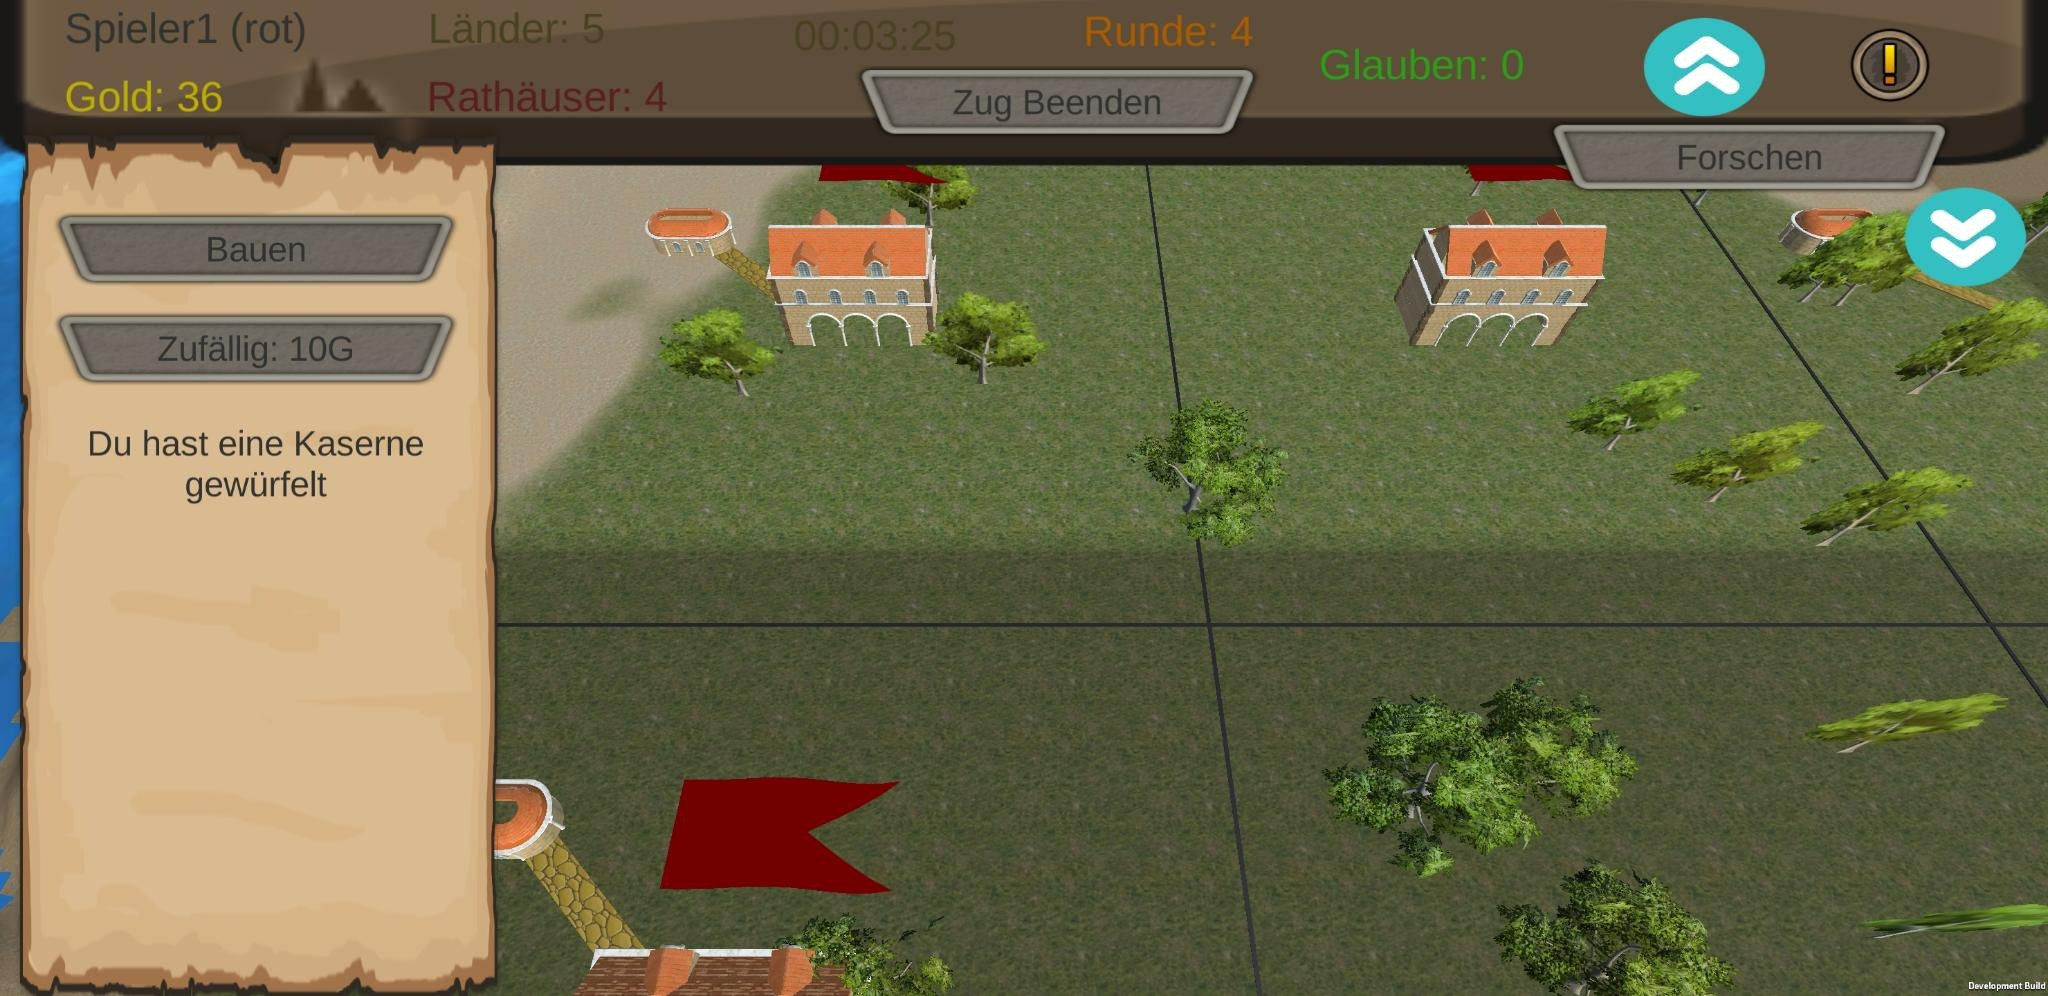 Spieler1 (rot)
Länder: 5
00:03:25
Runde: 4
Glauben: 0
Gold: 36
Rathäuser: 4
Zug Beenden
Forschen
Bauen
Zufällig: 10G
Du hast eine Kaserne
gewürfelt
Development Build